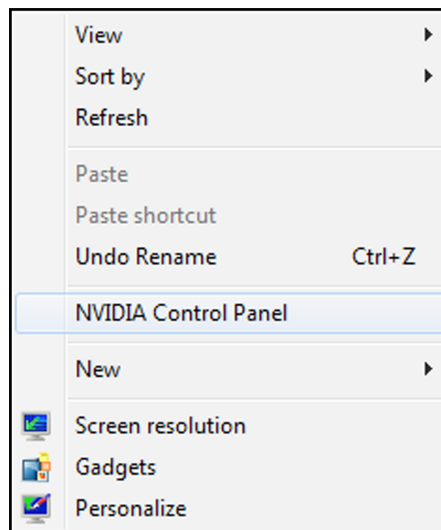 View
Sort by
Refresh
Paste
Paste shortcut
Undo Rename Ctrl+Z
NVIDIA Control Panel
New
Screen resolution
Gadgets
Personalize